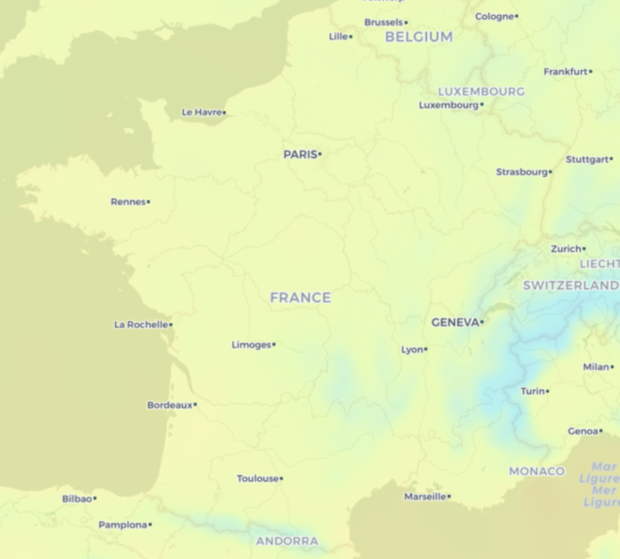 Brussels
Cologne
Lille
BELGIUM
Frankfurt
LUXEMBOURG
Luxembourg
Le Havre
PARIS
Stuttgart
Strasbourg
Rennes
Zurich
LIECHT
SWITZERLAND
FRANCE
La Rochelle
GENEVA
Limoges
Lyon
Milan
Turin
Bordeaux
Genoa
MONACO
Mar
Ligure
Mer
Ligur
Toulouse
Marseille
Bilbao
Pamplona
ANDORRA